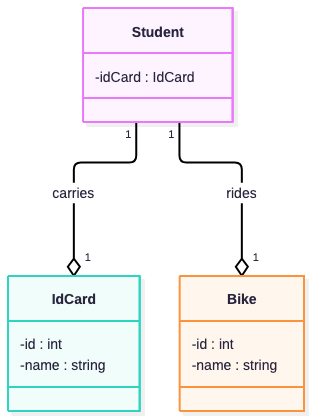 Student
-idCard : IdCard
1
1
carries
rides
1
1
IdCard
-id : int
-name : string
Bike
-id : int
-name : string